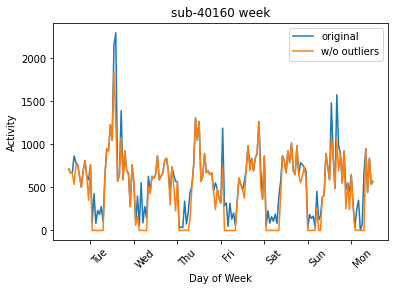 sub-40160 week
original
w/o outliers
Activity
2000
1500
1000
500
0
Tue
Wed
Thu
Fri
Sat
Sun
Mon
Day of Week